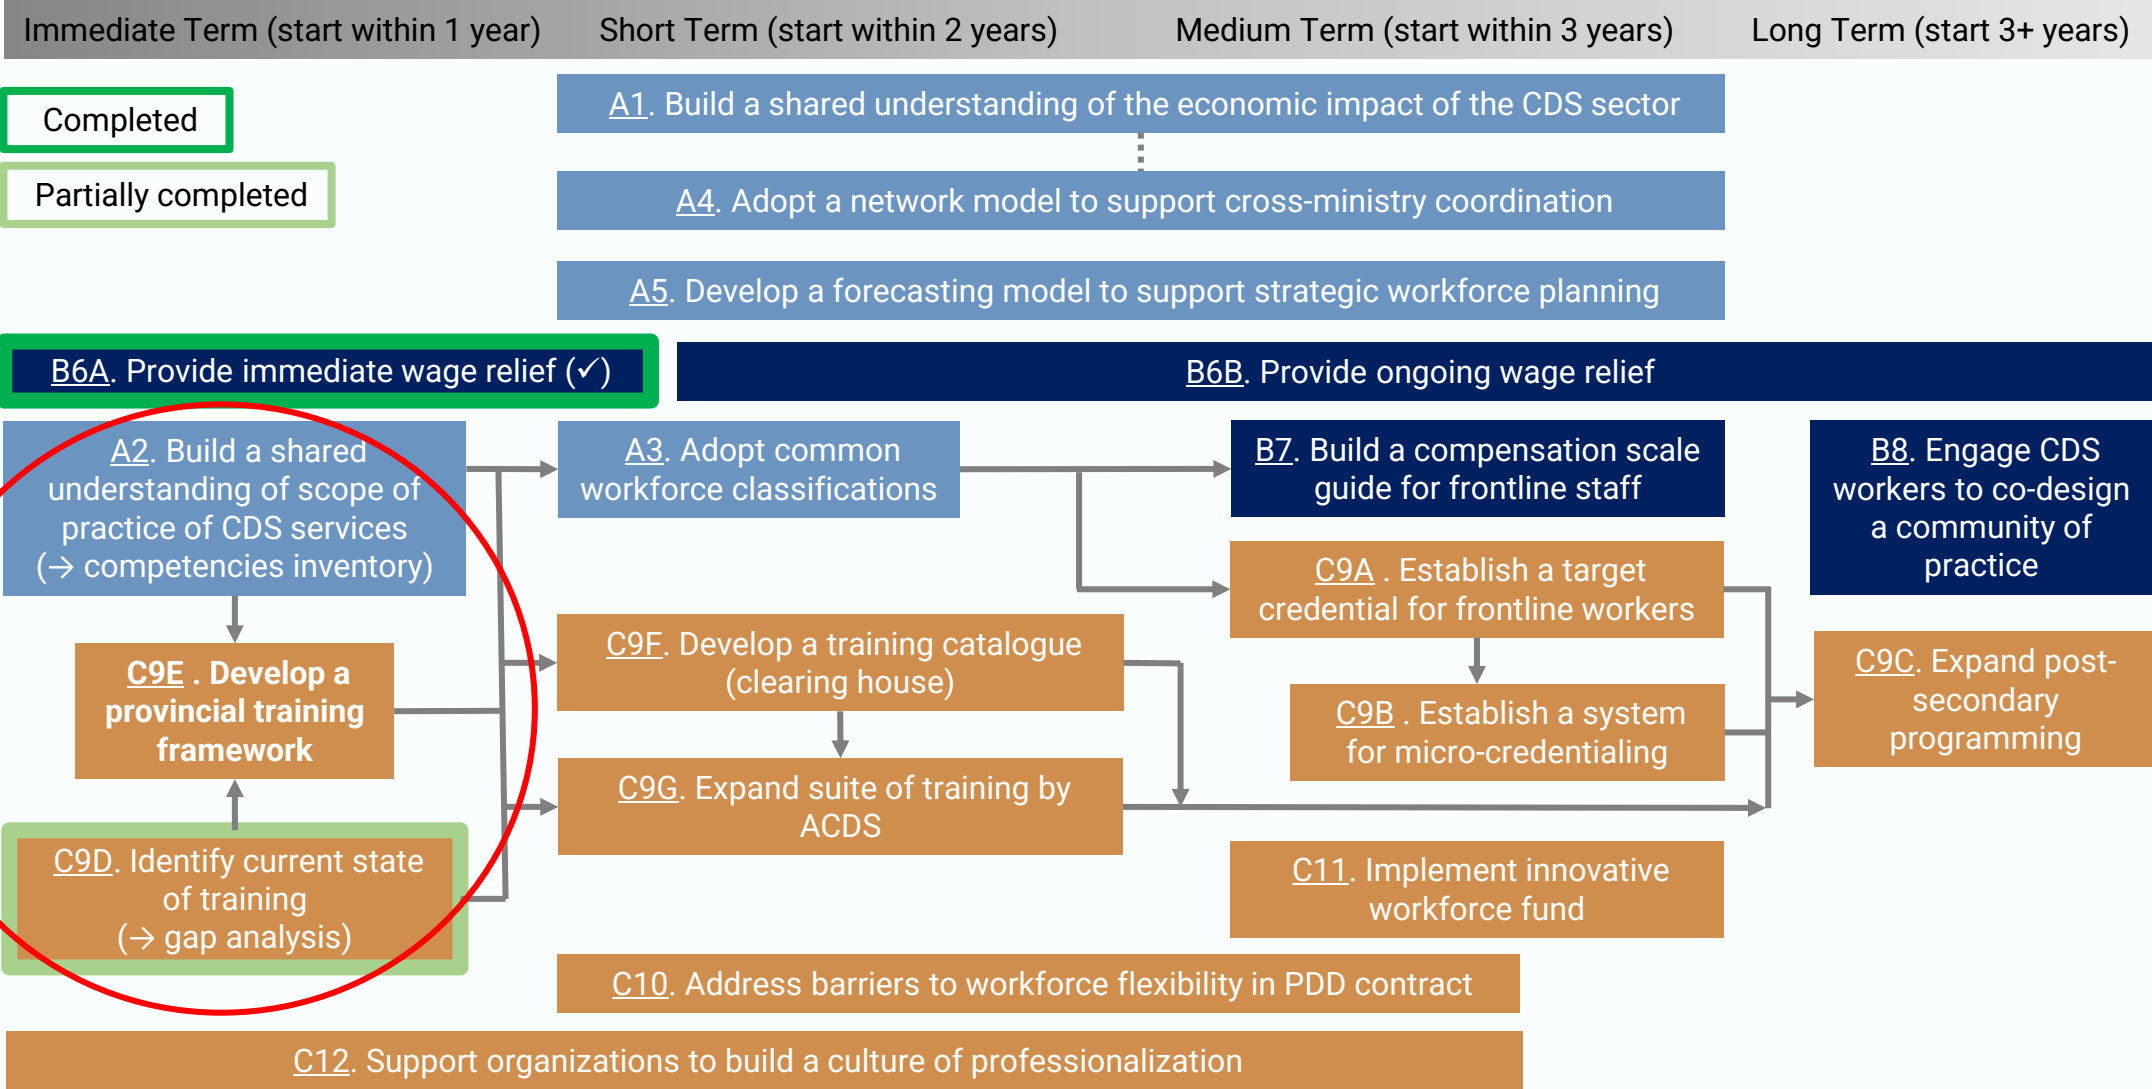 Immediate Term (start within 1 year)
Short Term (start within 2 years)
Medium Term (start within 3 years)
Long Term (start 3+ years)
Completed
Partially completed
A1. Build a shared understanding of the economic impact of the CDS sector
A4. Adopt a network model to support cross-ministry coordination
A5. Develop a forecasting model to support strategic workforce planning
B6A. Provide immediate wage relief (✓)
B6B. Provide ongoing wage relief
A2. Build a shared
understanding of scope of
practice of CDS services
(→ competencies inventory)
A3. Adopt common
workforce classifications
B7. Build a compensation scale
guide for frontline staff
B8. Engage CDS
workers to co-design
a community of
practice
C9A . Establish a target
credential for frontline workers
C9E . Develop a
provincial training
framework
C9F. Develop a training catalogue
(clearing house)
C9B . Establish a system
for micro-credentialing
C9C. Expand post-
secondary
programming
C9G. Expand suite of training by
ACDS
C9D. Identify current state
of training
(→ gap analysis)
C11. Implement innovative
workforce fund
C10. Address barriers to workforce flexibility in PDD contract
C12. Support organizations to build a culture of professionalization